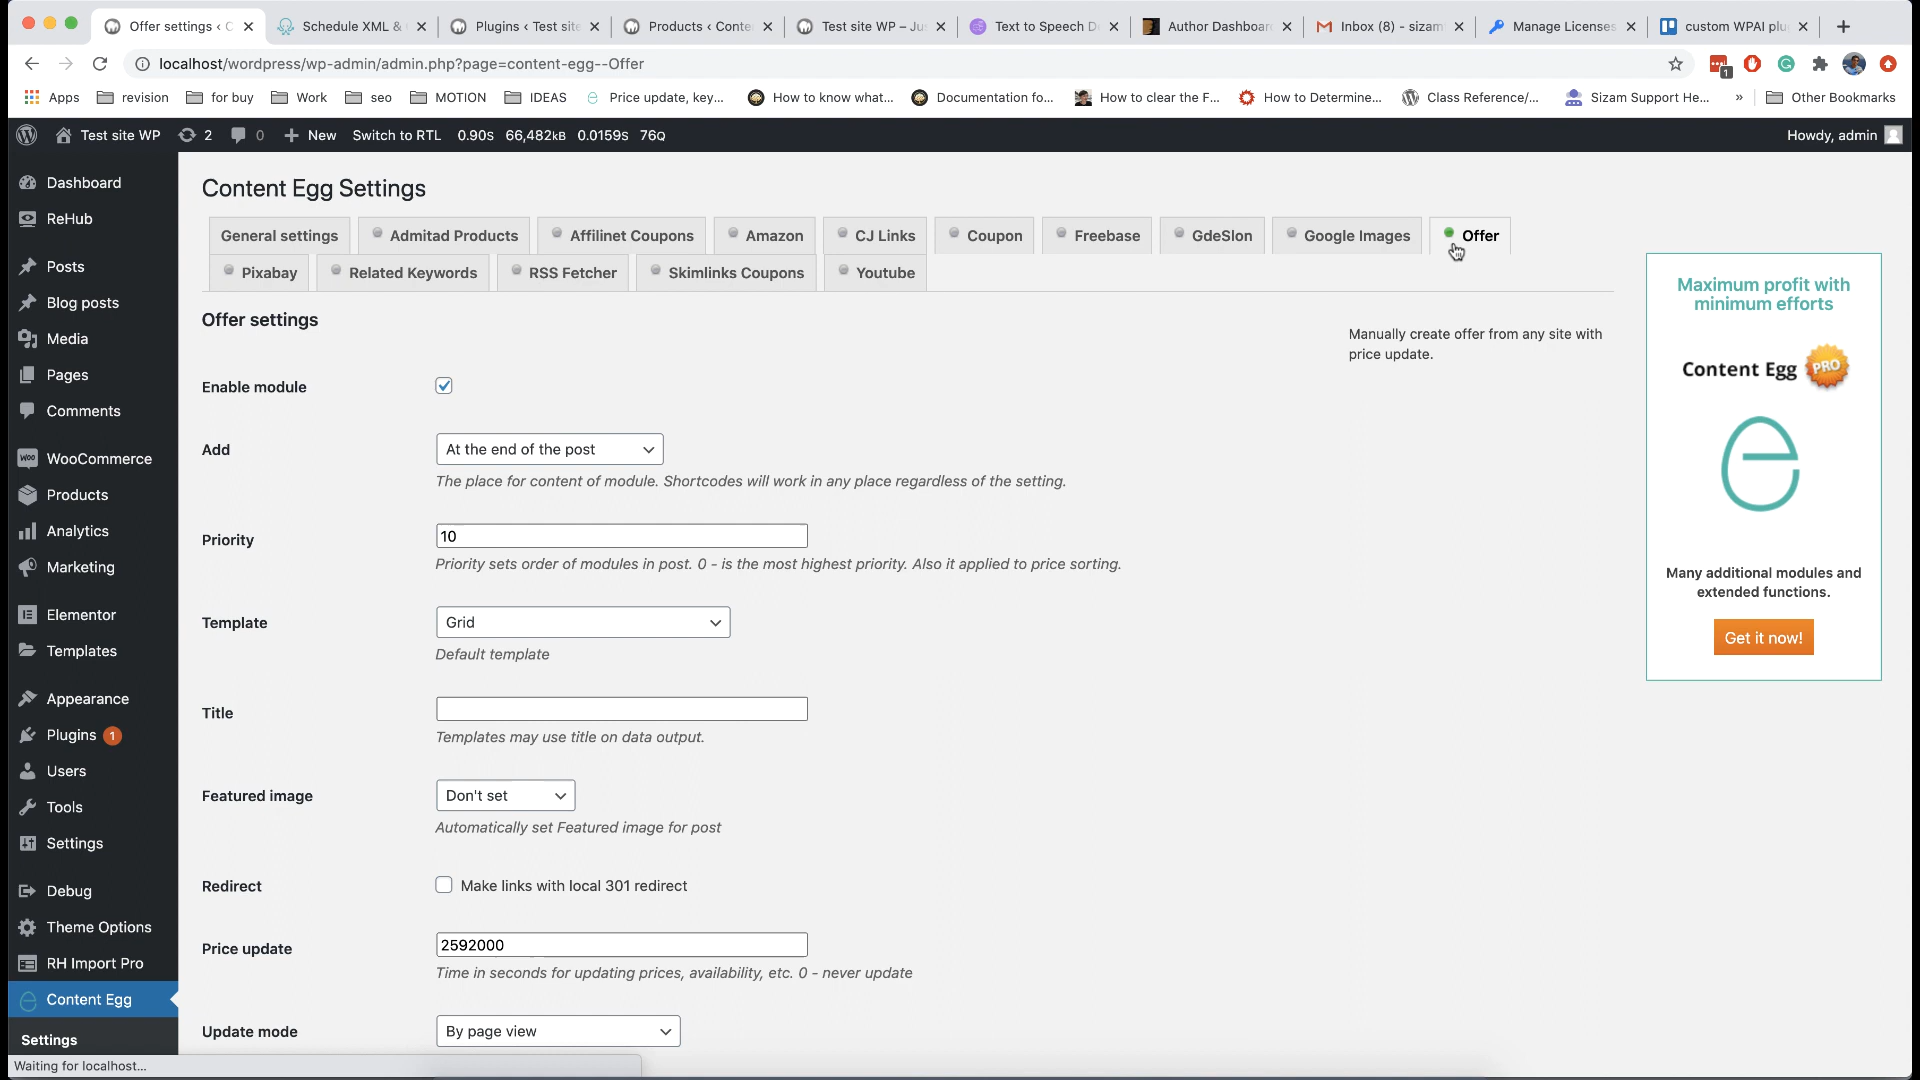 Offer settings ‹ C
Schedule XML &
Plugins ‹ Test site
Products ‹ Conte
Test site WP – Ju
Text to Speech D
Author Dashboard
Inbox (8) - sizam
Manage Licenses
custom WPAI plu
localhost/wordpress/wp-admin/admin.php?page=content-egg--Offer
1
Apps
revision
for buy
Work
seo
MOTION
IDEAS
Price update, key...
How to know what...
Documentation fo...
How to clear the F...
How to Determine...
Class Reference/...
Sizam Support He...
»
Other Bookmarks
Test site WP
2
0
New
Switch to RTL
0.90s 66,482kB 0.0159s 76Q
Howdy, admin
Dashboard
ReHub
Posts
Blog posts
Media
Pages
Comments
WooCommerce
Products
Analytics
Marketing
Elementor
Templates
Appearance
Plugins 1
Users
Tools
Settings
Debug
Theme Options
RH Import Pro
Content Egg
Settings
Waiting for localhost...
Content Egg Settings
General settings
Admitad Products
Affilinet Coupons
Amazon
CJ Links
Coupon
Freebase
GdeSlon
Google Images
Offer
Pixabay
Related Keywords
RSS Fetcher
Skimlinks Coupons
Youtube
Offer settings
Manually create offer from any site with
price update.
Enable module
Add
At the end of the post
The place for content of module. Shortcodes will work in any place regardless of the setting.
Priority
10
Priority sets order of modules in post. 0 - is the most highest priority. Also it applied to price sorting.
Template
Grid
Default template
Title
Templates may use title on data output.
Featured image
Don't set
Automatically set Featured image for post
Redirect
Make links with local 301 redirect
Price update
2592000
Time in seconds for updating prices, availability, etc. 0 - never update
Update mode
By page view
Maximum profit with
minimum efforts
Content Egg PRO
Many additional modules and
extended functions.
Get it now!